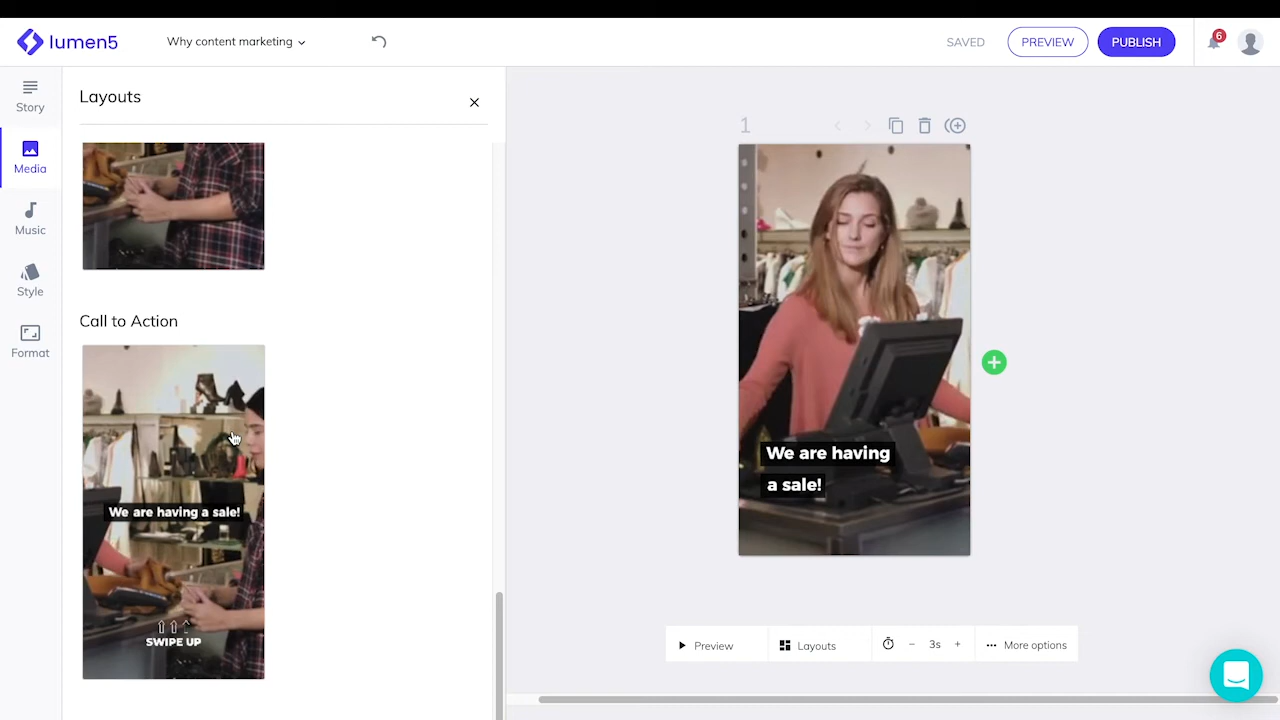 lumen5
Why content marketing
SAVED
PREVIEW
PUBLISH
6
Story
Media
Music
Style
Format
Layouts
Call to Action
We are having a sale!
SWIPE UP
1
We are having
a sale!
Preview
Layouts
3s
More options